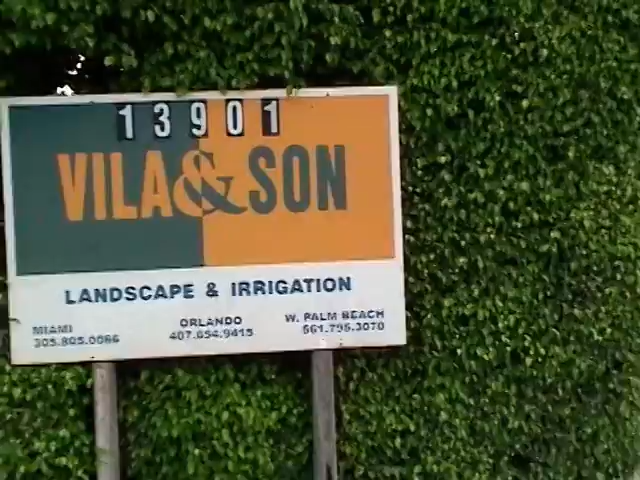 13901
VILA & SON
LANDSCAPE & IRRIGATION
MIAMI ORLANDO W. PALM BEACH
305.805.0086 407.654.9415 561.795.3070